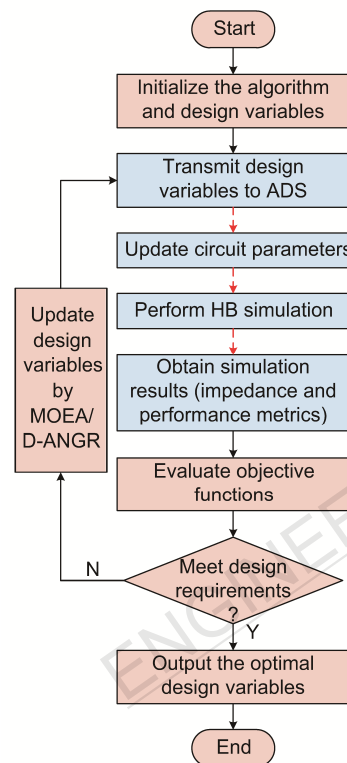 Start
Initialize the algorithm
and design variables
Transmit design
variables to ADS
Update circuit parameters
Perform HB simulation
Obtain simulation
results (impedance and
performance metrics)
Update
design
variables
by
MOEA/
D-ANGR
Evaluate objective
functions
Meet design
requirements
?
N
Y
Output the optimal
design variables
End
ENGINEER